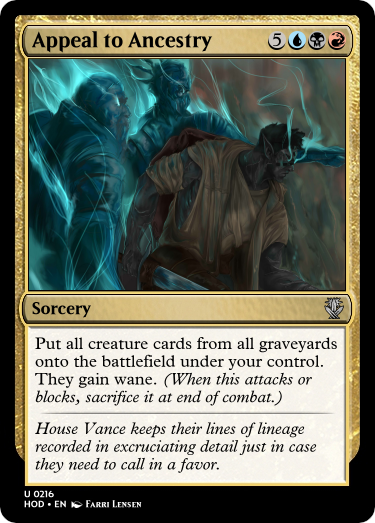 Appeal to Ancestry 5
Sorcery
Put all creature cards from all graveyards
onto the battlefield under your control.
They gain wane. (When this attacks or
blocks, sacrifice it at end of combat.)
House Vance keeps their lines of lineage
recorded in excruciating detail just in case
they need to call in a favor.
U 0216
HOD • EN Farri Lensen